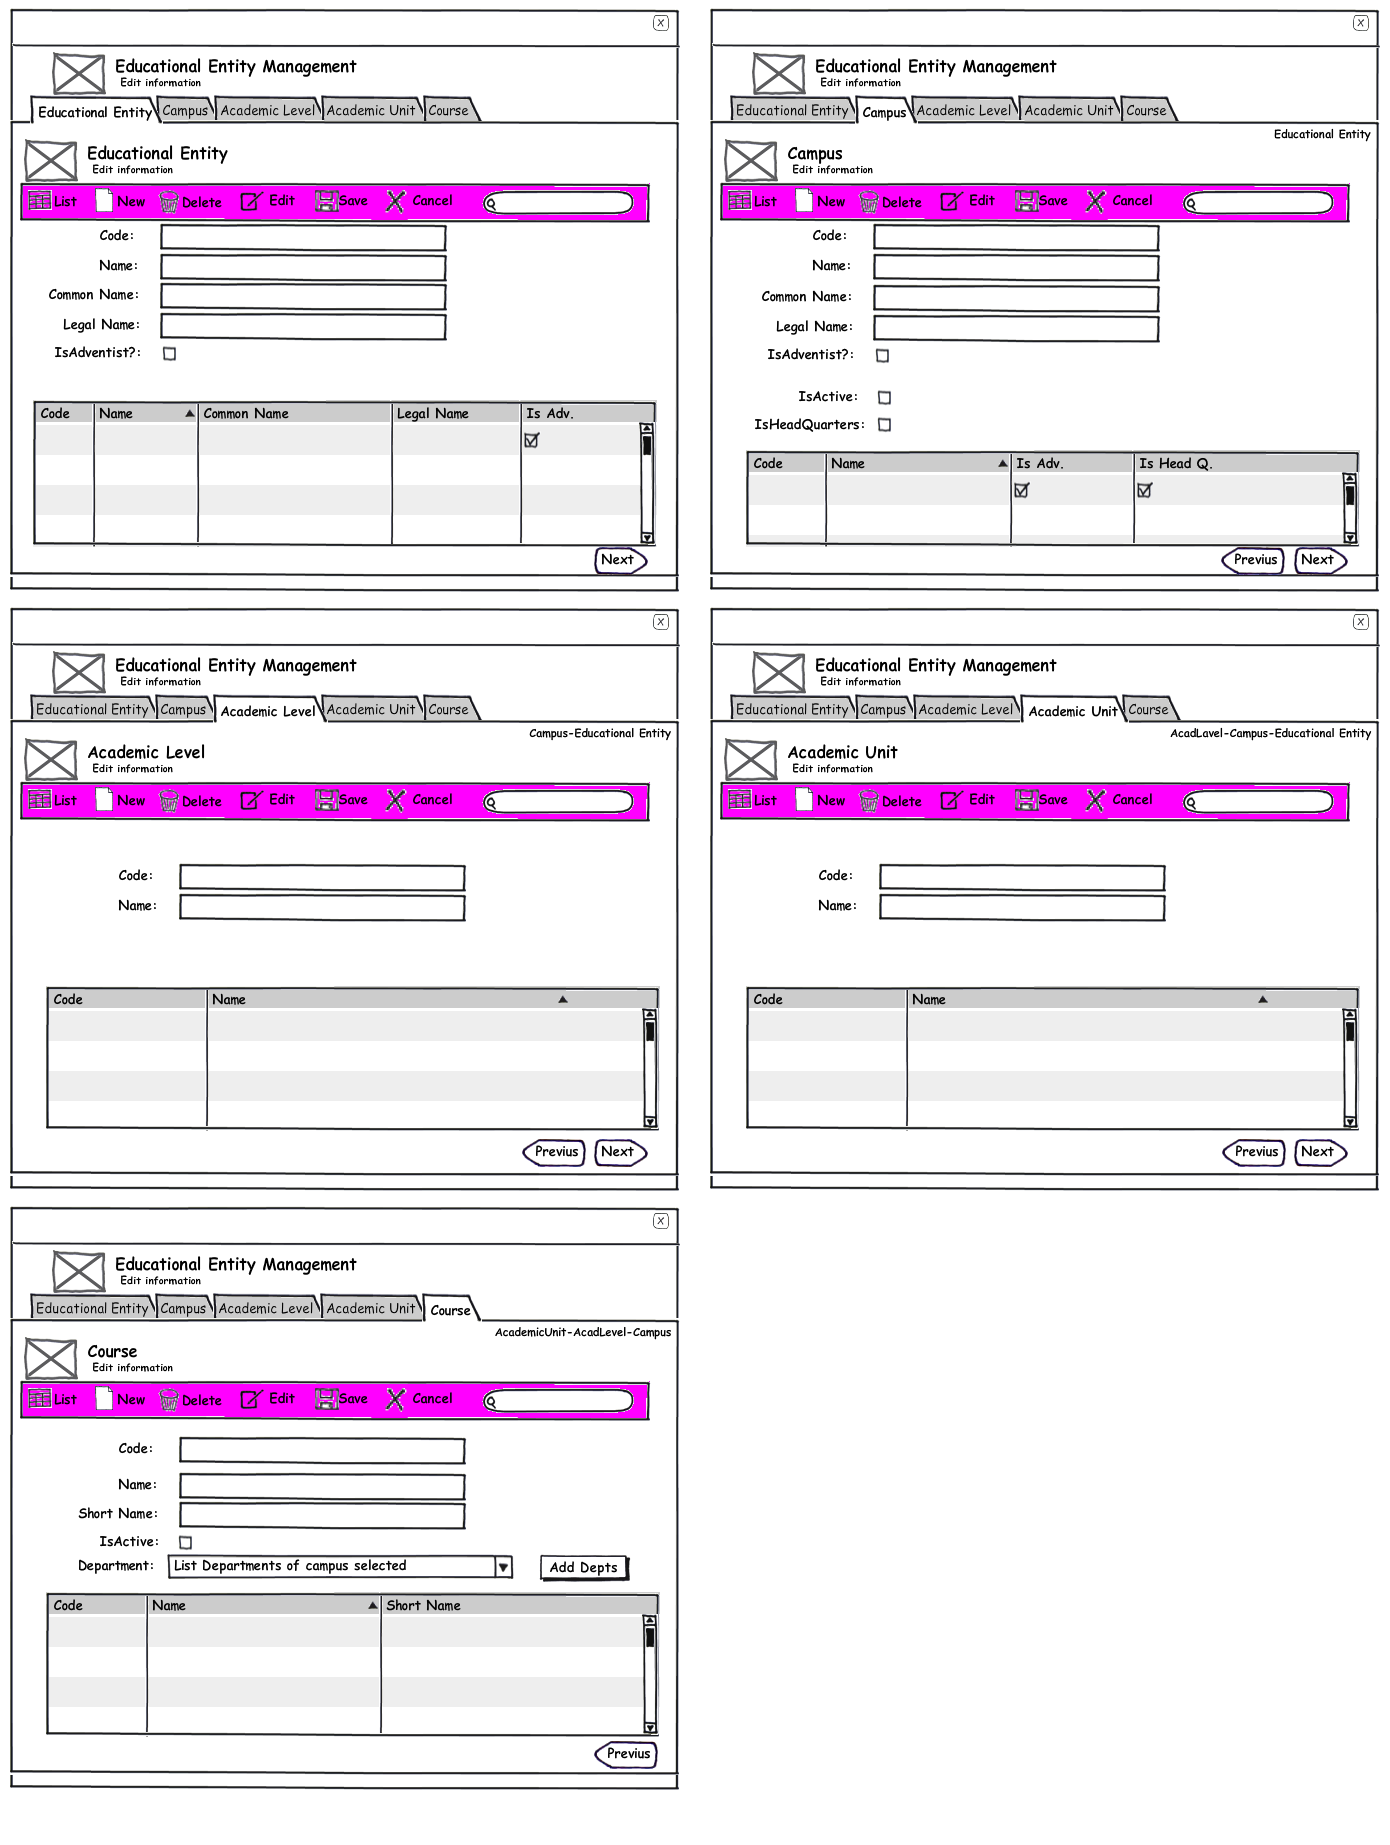 x
Educational Entity Management
Edit information
Educational Entity Campus Academic Level Academic Unit Course
Educational Entity
Edit information
List New Delete Edit Save Cancel
Code:
Name:
Common Name:
Legal Name:
IsAdventist?:
Code Name Common Name Legal Name Is Adv.
Next
x
Educational Entity Management
Edit information
Educational Entity Campus Academic Level Academic Unit Course
Educational Entity
Campus
Edit information
List New Delete Edit Save Cancel
Code:
Name:
Common Name:
Legal Name:
IsAdventist?:
IsActive:
IsHeadQuarters:
Code Name Is Adv. Is Head Q.
Previus Next
x
Educational Entity Management
Edit information
Educational Entity Campus Academic Level Academic Unit Course
Campus-Educational Entity
Academic Level
Edit information
List New Delete Edit Save Cancel
Code:
Name:
Code Name
Previus Next
x
Educational Entity Management
Edit information
Educational Entity Campus Academic Level Academic Unit Course
AcadLavel-Campus-Educational Entity
Academic Unit
Edit information
List New Delete Edit Save Cancel
Code:
Name:
Code Name
Previus Next
x
Educational Entity Management
Edit information
Educational Entity Campus Academic Level Academic Unit Course
AcademicUnit-AcadLevel-Campus
Course
Edit information
List New Delete Edit Save Cancel
Code:
Name:
Short Name:
IsActive:
Department: List Departments of campus selected Add Depts
Code Name Short Name
Previus